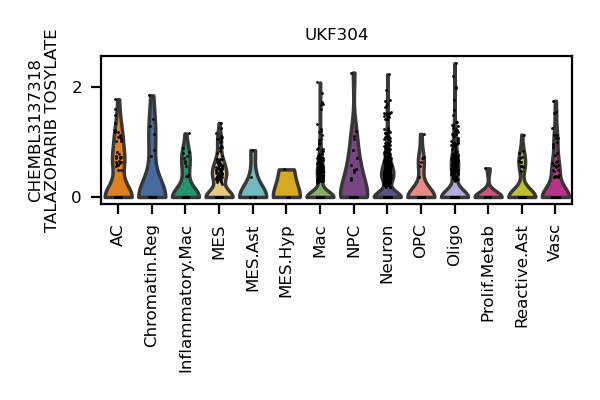 UKF304
CHEMBL3137318
TALAZOPARIB TOSYLATE
2
0
AC
Chromatin.Reg
Inflammatory.Mac
MES
MES.Ast
MES.Hyp
Mac
NPC
Neuron
OPC
Oligo
Prolif.Metab
Reactive.Ast
Vasc